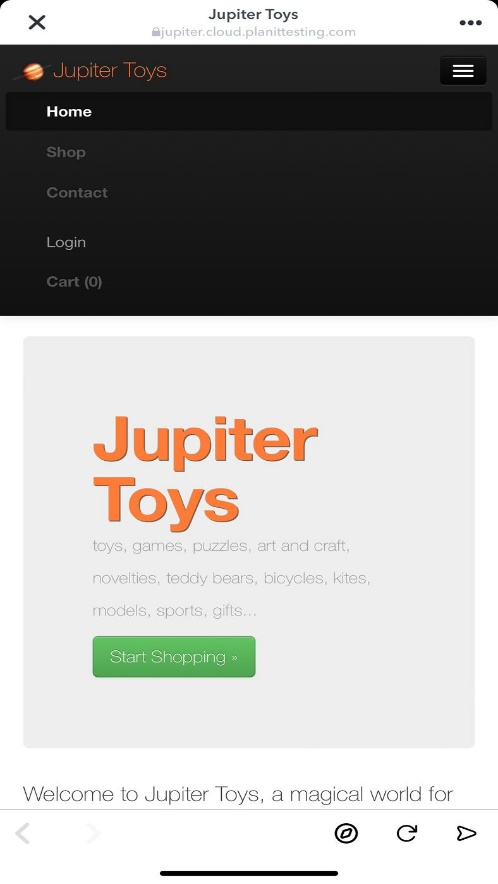 Jupiter Toys
jupiter.cloud.planittesting.com
Jupiter Toys
Home
Shop
Contact
Login
Cart (0)
Jupiter
Toys
toys, games, puzzles, art and craft,
novelties, teddy bears, bicycles, kites,
models, sports, gifts...
Start Shopping »
Welcome to Jupiter Toys, a magical world for